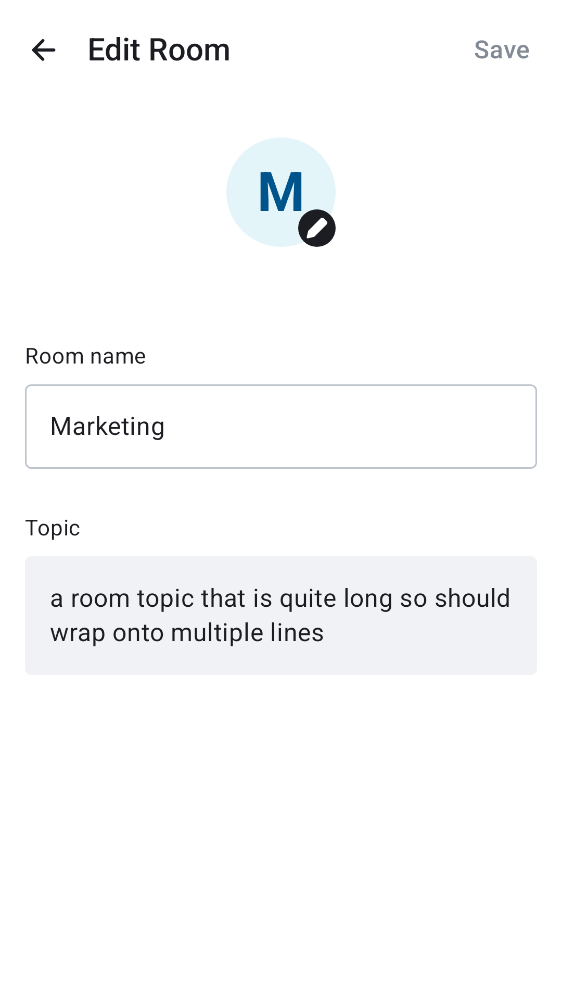 Edit Room
Save
M
Room name
Marketing
Topic
a room topic that is quite long so should
wrap onto multiple lines